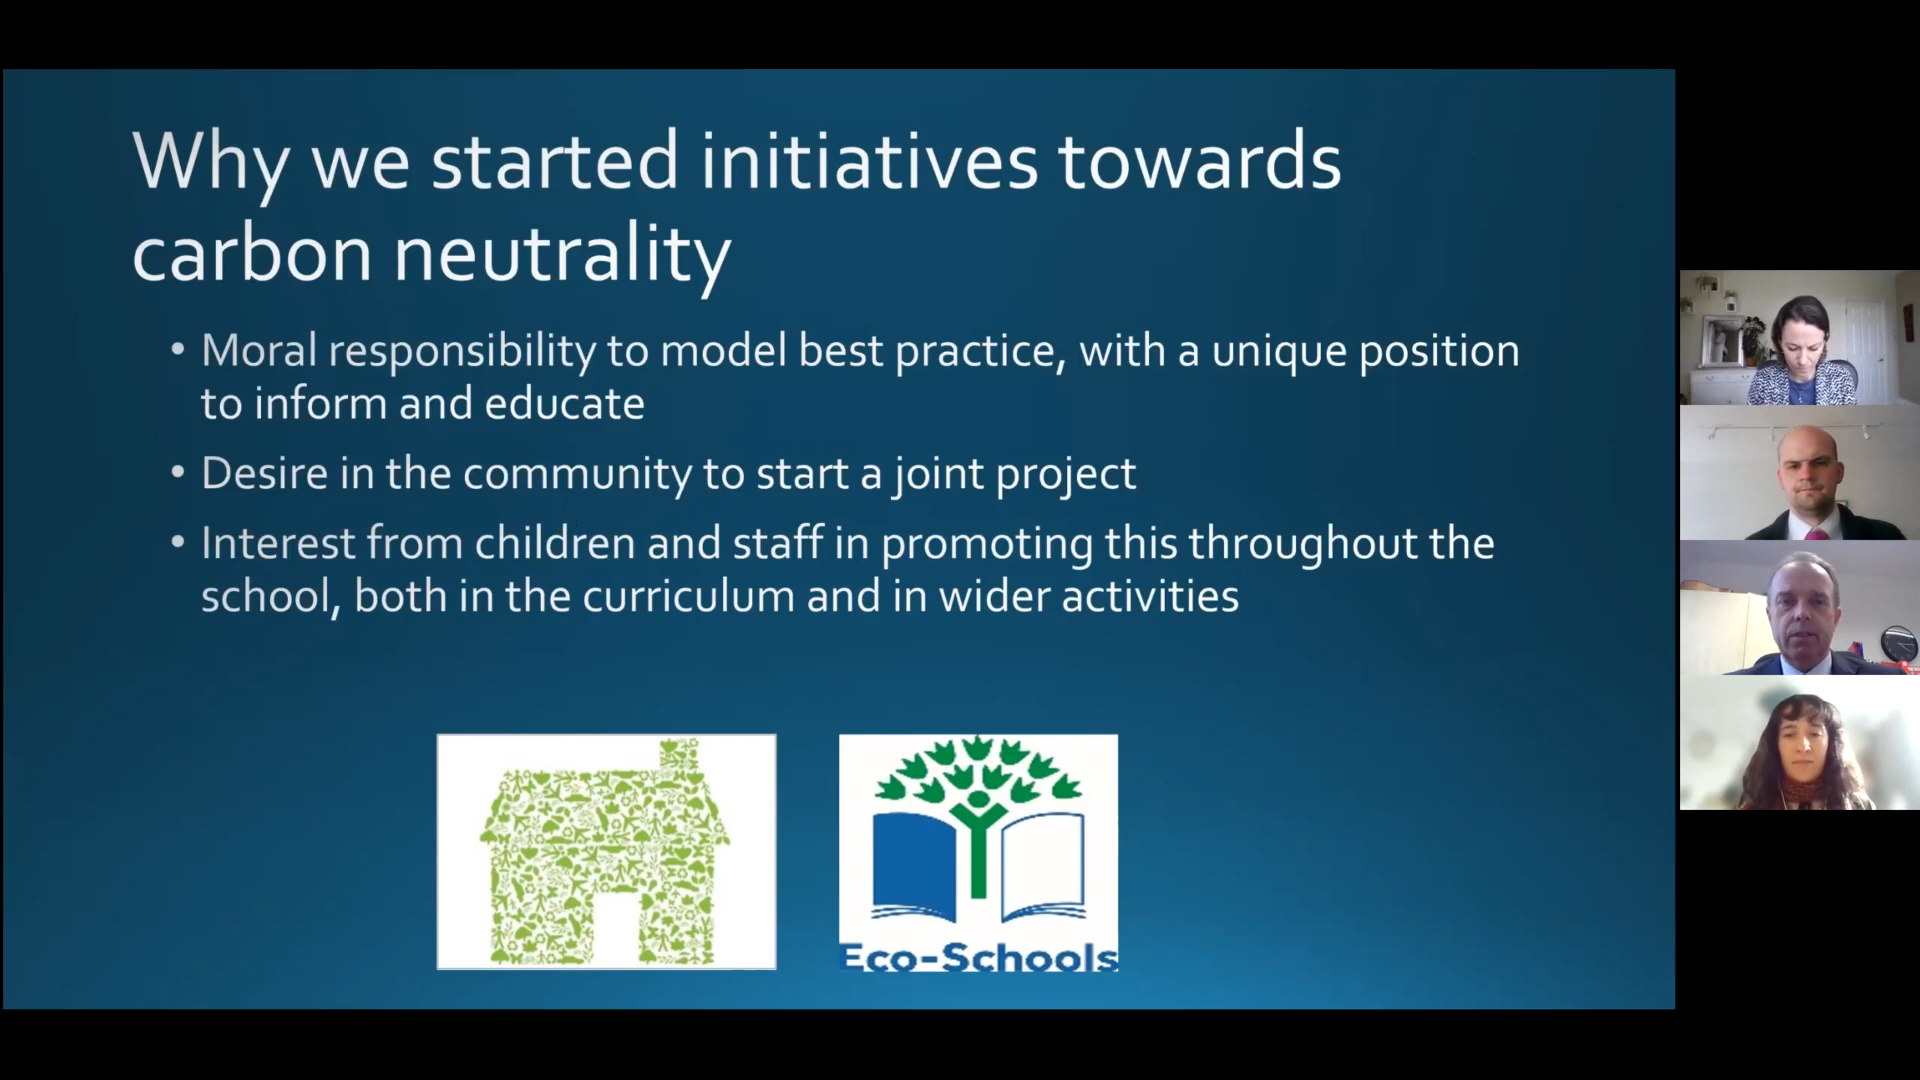 Why we started initiatives towards
carbon neutrality
• Moral responsibility to model best practice, with a unique position
to inform and educate
• Desire in the community to start a joint project
• Interest from children and staff in promoting this throughout the
school, both in the curriculum and in wider activities
Eco-Schools